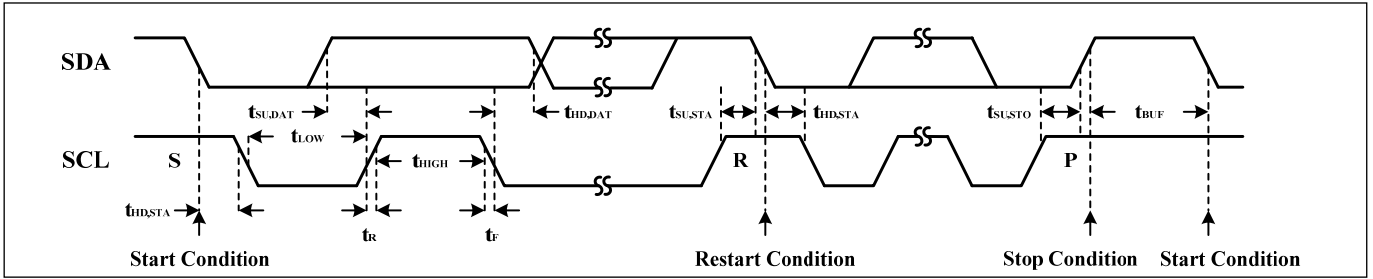 SDA
tSU,DAT tHD,DAT tSU,STA tHD,STA tSU,STO tBUF
tLOW
SCL S tHIGH R P
tHD,STA
tR tF
Start Condition Restart Condition Stop Condition Start Condition